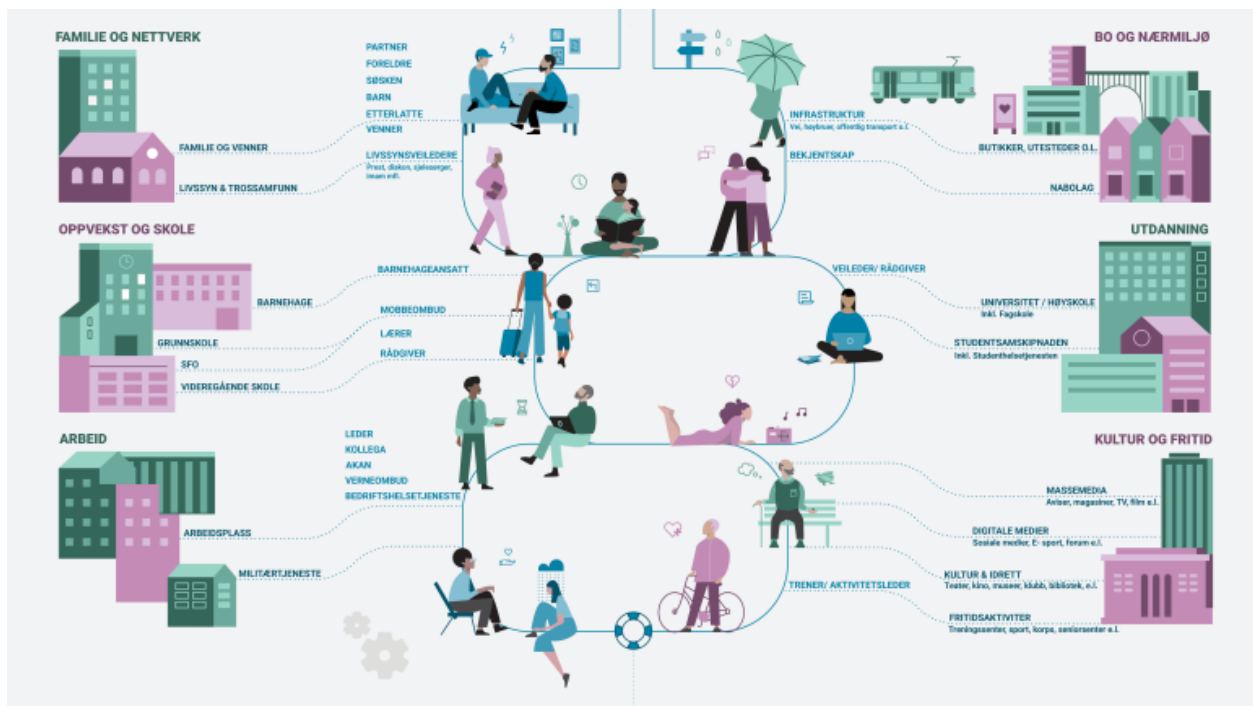 FAMILIE OG NETTVERK
PARTNER
FORELDRE
SØSKEN
BARN
ETTERLATTE
VENNER
FAMILIE OG VENNER
LIVSSYNSVEILEDERE
Prest, diakon, sjelesørger,
imam mfl.
LIVSSYN & TROSSAMFUNN
BO OG NÆRMILJØ
INFRASTRUKTUR
Vei, høybruer, offentlig transport e.l.
BUTIKKER, UTESTEDER O.L.
BEKJENTSKAP
NABOLAG
OPPVEKST OG SKOLE
BARNEHAGEANSATT
BARNEHAGE
MOBBEOMBUD
GRUNNSKOLE
LÆRER
SFO
RÅDGIVER
VIDEREGÅENDE SKOLE
UTDANNING
VEILEDER/ RÅDGIVER
UNIVERSITET / HØYSKOLE
Inkl. Fagskole
STUDENTSAMSKIPNADEN
Inkl. Studenthelsetjenesten
ARBEID
LEDER
KOLLEGA
AKAN
VERNEOMBUD
BEDRIFTSHELSETJENESTE
ARBEIDSPLASS
MILITÆRTJENESTE
KULTUR OG FRITID
MASSEMEDIA
Aviser, magasiner, TV, film e.l.
DIGITALE MEDIER
Sosiale medier, E- sport, forum e.l.
KULTUR & IDRETT
Teater, kino, museer, klubb, bibliotek, e.l.
TRENER/ AKTIVITETSLEDER
FRITIDSAKTIVITER
Treningssenter, sport, korps, seniorsenter e.l.